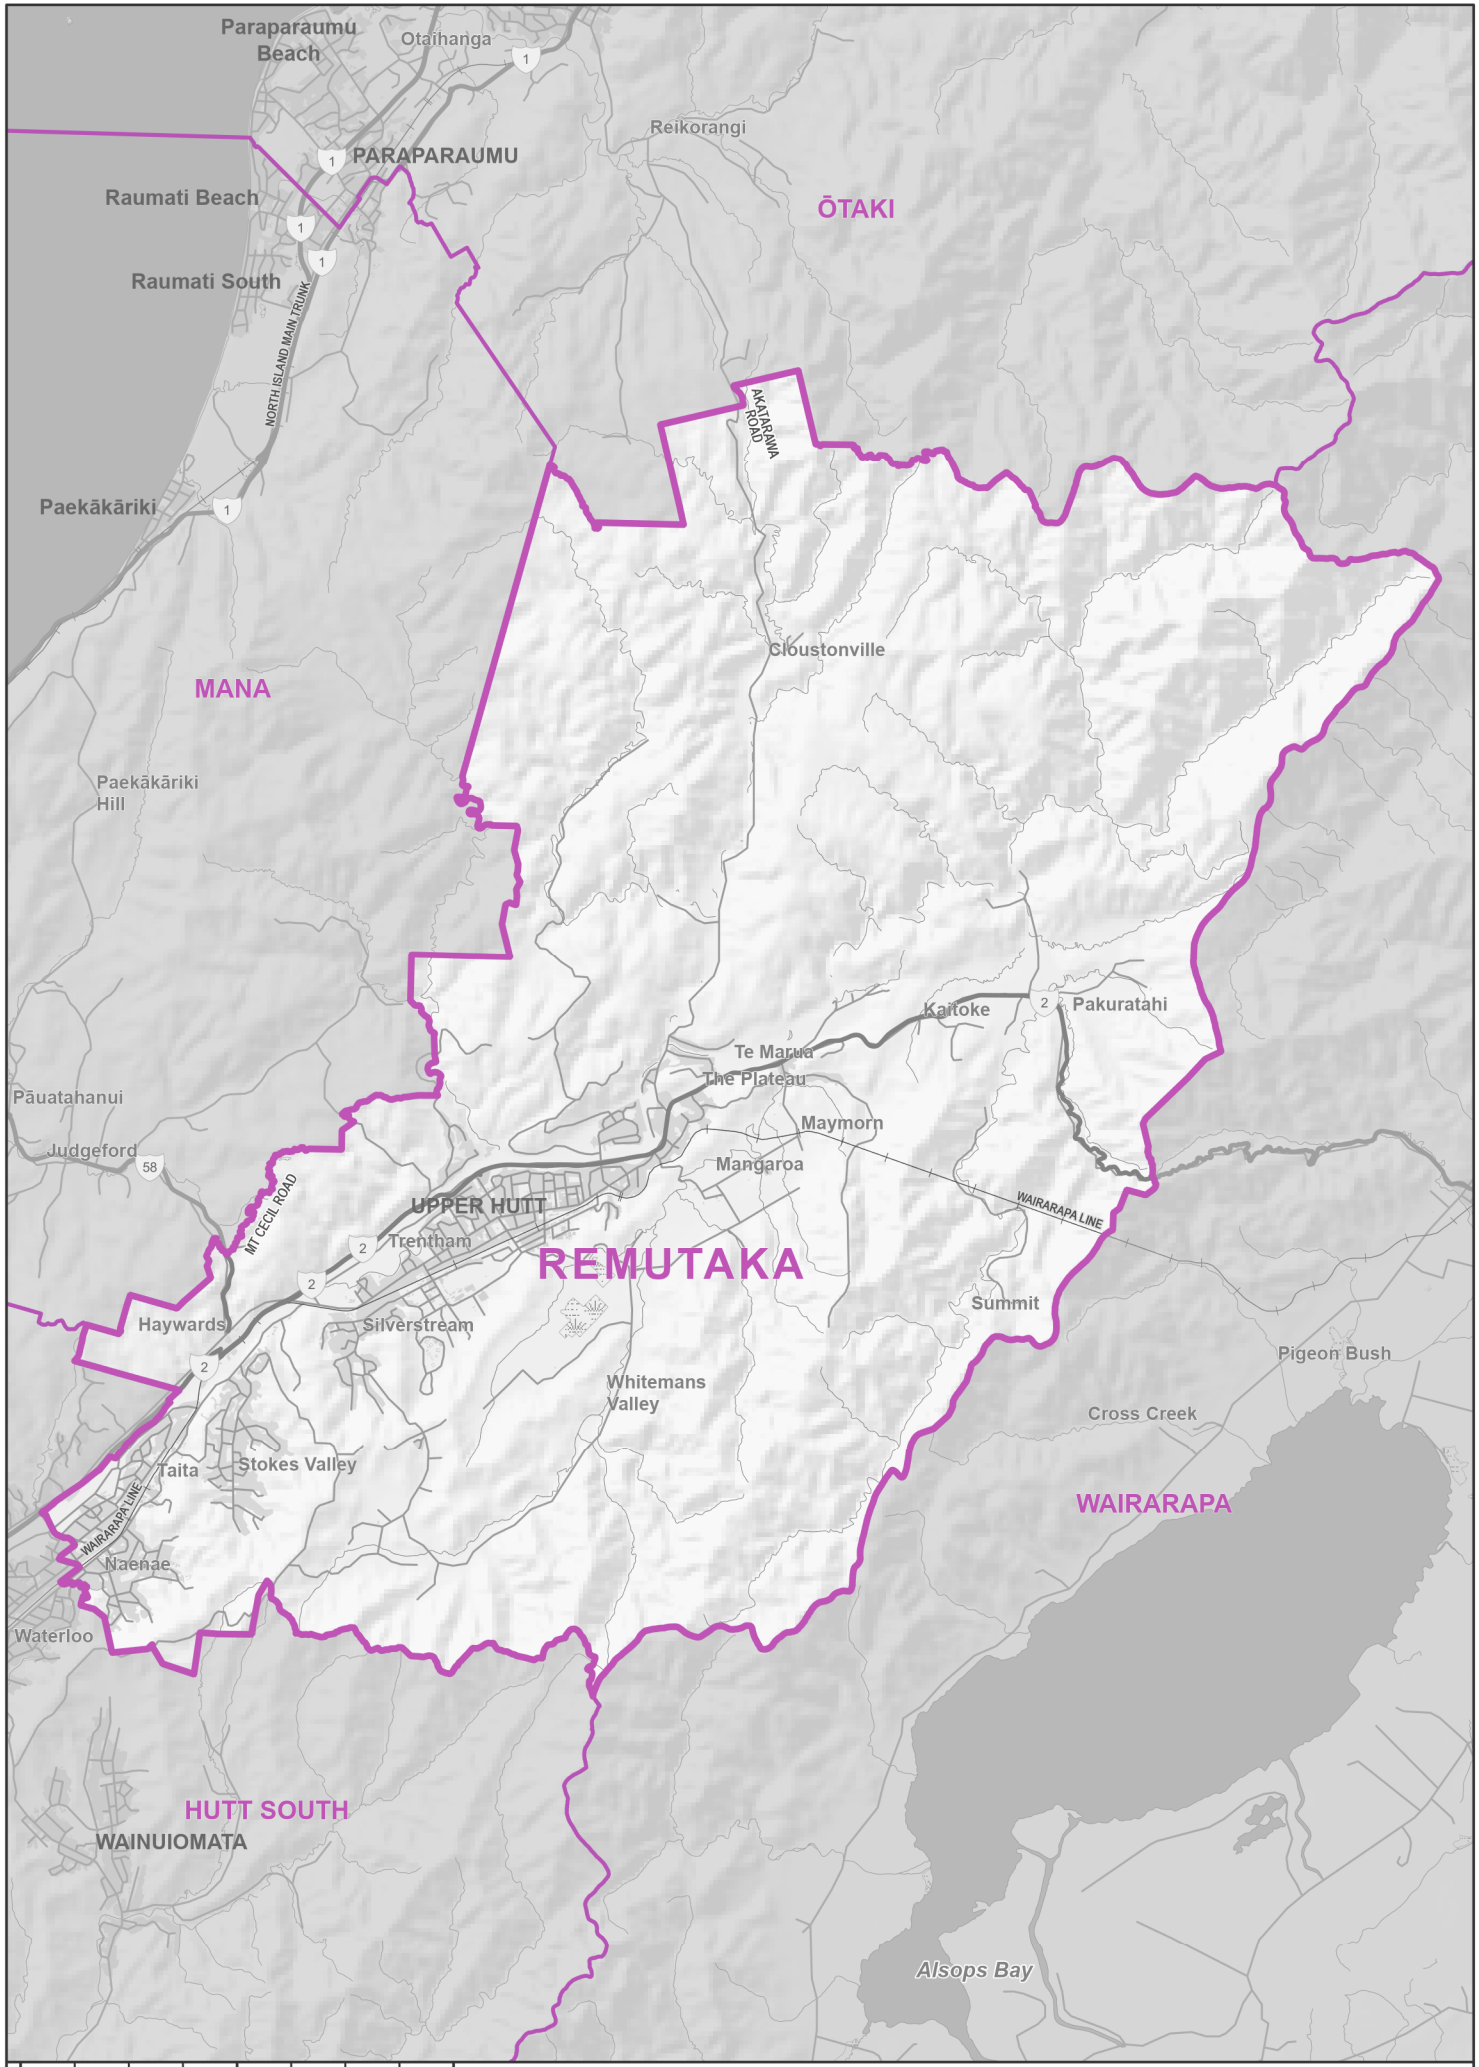 Paraparaumu
Beach
Otaihanga
1
Reikorangi
1
PARAPARAUMU
Raumati Beach
ŌTAKI
1
1
Raumati South
NORTH ISLAND MAIN TRUNK
AKATARAWA
ROAD
Paekākāriki
1
Cloustonville
MANA
Paekākāriki
Hill
Kaitoke
2
Pakuratahi
Te Marua
The Plateau
Pāuatahanui
Maymorn
Judgeford
58
Mangaroa
MT CECIL ROAD
UPPER HUTT
WAIRARAPA LINE
Trentham
2
REMUTAKA
2
Summit
Haywards
Silverstream
2
Pigeon Bush
Whitemans
Valley
Cross Creek
Taita
Stokes Valley
WAIRARAPA
WAIRARAPA LINE
Naenae
Waterloo
HUTT SOUTH
WAINUIOMATA
Alsops Bay